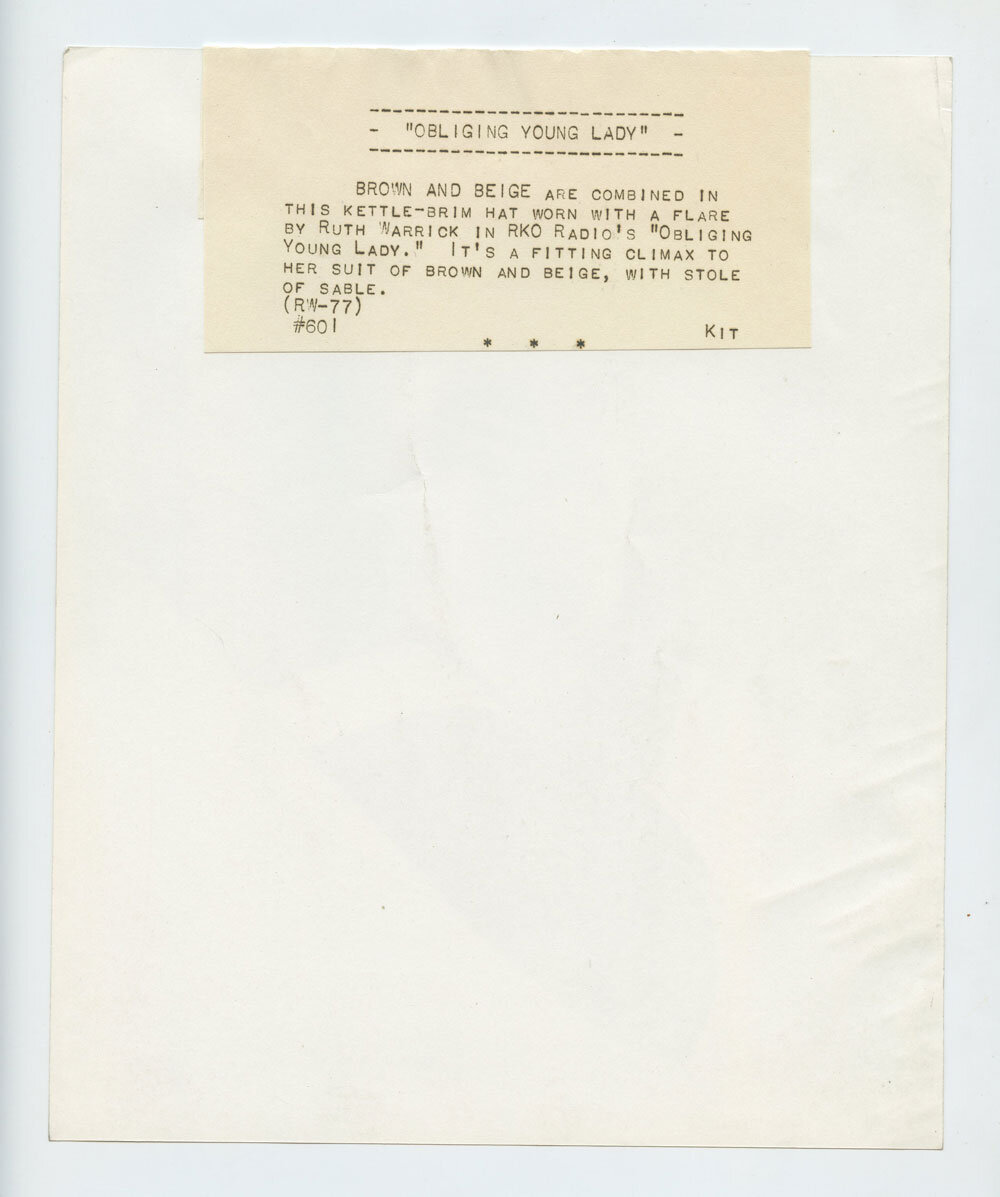 - "OBLIGING YOUNG LADY" -
BROWN AND BEIGE ARE COMBINED IN
THIS KETTLE-BRIM HAT WORN WITH A FLARE
BY RUTH WARRICK IN RKO RADIO'S "OBLIGING
YOUNG LADY." IT'S A FITTING CLIMAX TO
HER SUIT OF BROWN AND BEIGE, WITH STOLE
OF SABLE.
(RW-77)
#601 KIT
* * *